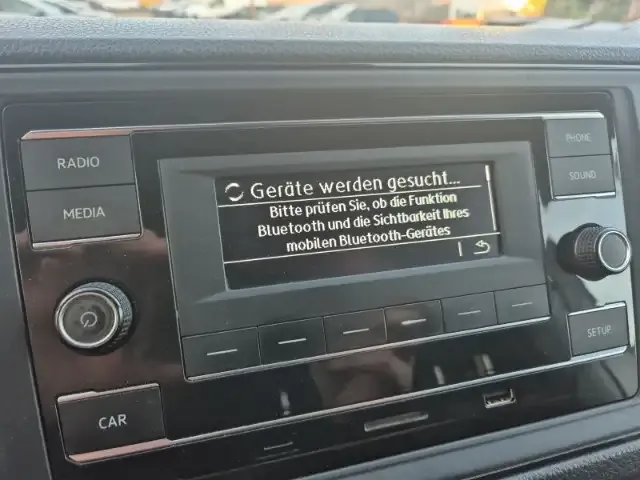 RADIO
MEDIA
CAR
Geräte werden gesucht...
Bitte prüfen Sie, ob die Funktion
Bluetooth und die Sichtbarkeit Ihres
mobilen Bluetooth-Gerätes
PHONE
SOUND
SETUP